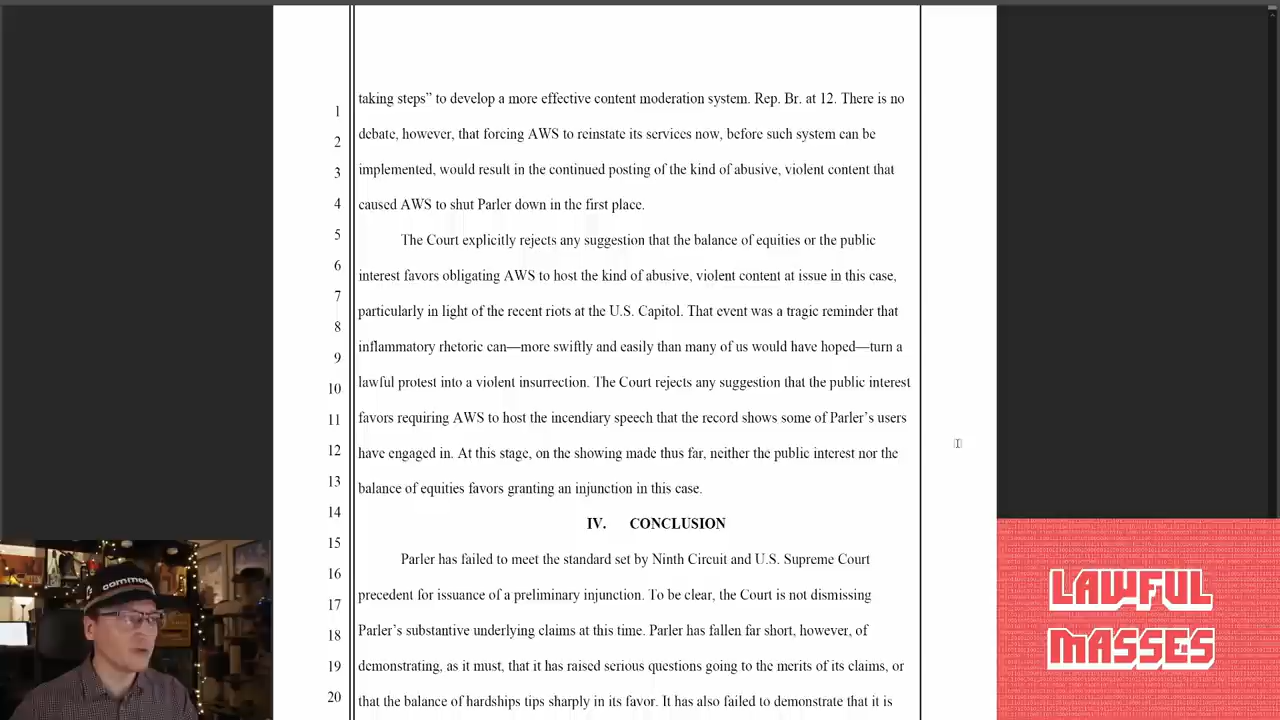 taking steps” to develop a more effective content moderation system. Rep. Br. at 12. There is no
1
debate, however, that forcing AWS to reinstate its services now, before such system can be
2
implemented, would result in the continued posting of the kind of abusive, violent content that
3
caused AWS to shut Parler down in the first place.
4
The Court explicitly rejects any suggestion that the balance of equities or the public
5
interest favors obligating AWS to host the kind of abusive, violent content at issue in this case,
6
particularly in light of the recent riots at the U.S. Capitol. That event was a tragic reminder that
7
inflammatory rhetoric can—more swiftly and easily than many of us would have hoped—turn a
8
9
lawful protest into a violent insurrection. The Court rejects any suggestion that the public interest
10
favors requiring AWS to host the incendiary speech that the record shows some of Parler’s users
11
have engaged in. At this stage, on the showing made thus far, neither the public interest nor the
12
balance of equities favors granting an injunction in this case.
13
14
IV. CONCLUSION
15
Parler has failed to meet the standard set by Ninth Circuit and U.S. Supreme Court
16
precedent for issuance of a preliminary injunction. To be clear, the Court is not dismissing
17
Parler’s substantive underlying claims at this time. Parler has fallen far short, however, of
18
demonstrating, as it must, that it has raised serious questions going to the merits of its claims, or
19
that the balance of hardships tips sharply in its favor. It has also failed to demonstrate that it is
20
LAWFUL
MASSES